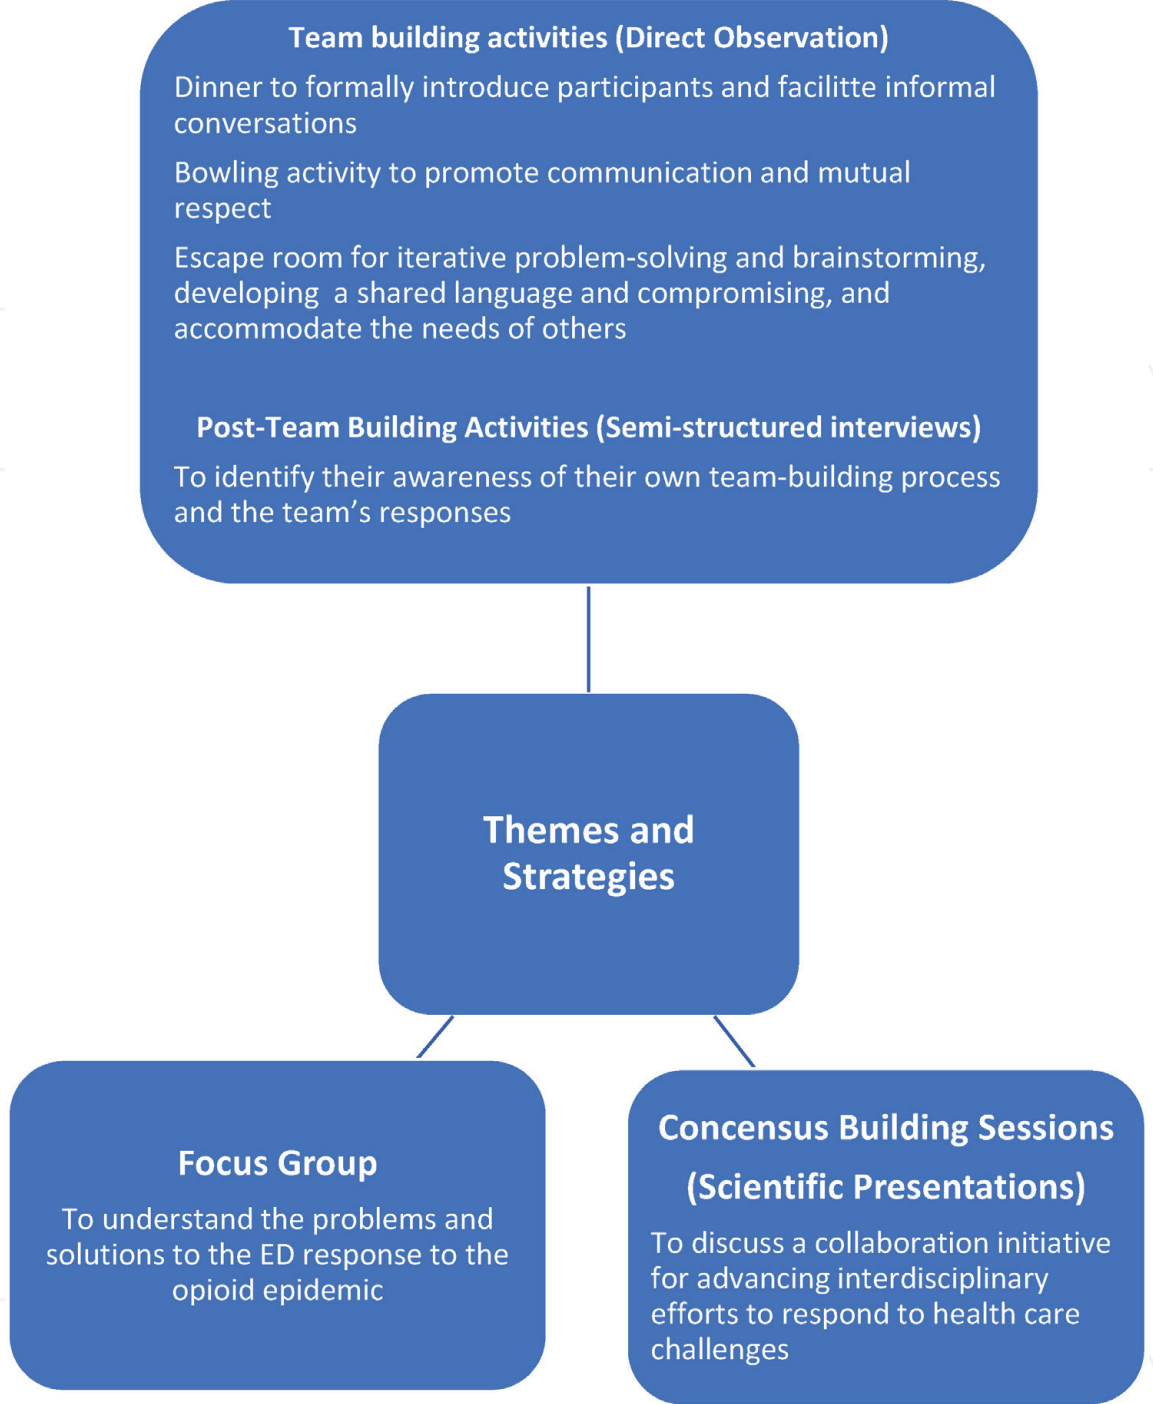 Team building activities (Direct Observation)
Dinner to formally introduce participants and facilitte informal
conversations
Bowling activity to promote communication and mutual
respect
Escape room for iterative problem-solving and brainstorming,
developing  a shared language and compromising, and
accommodate the needs of others
Post-Team Building Activities (Semi-structured interviews)
To identify their awareness of their own team-building process
and the team’s responses
Themes and
Strategies
Focus Group
To understand the problems and
solutions to the ED response to the
opioid epidemic
Concensus Building Sessions
(Scientific Presentations)
To discuss a collaboration initiative
for advancing interdisciplinary
efforts to respond to health care
challenges